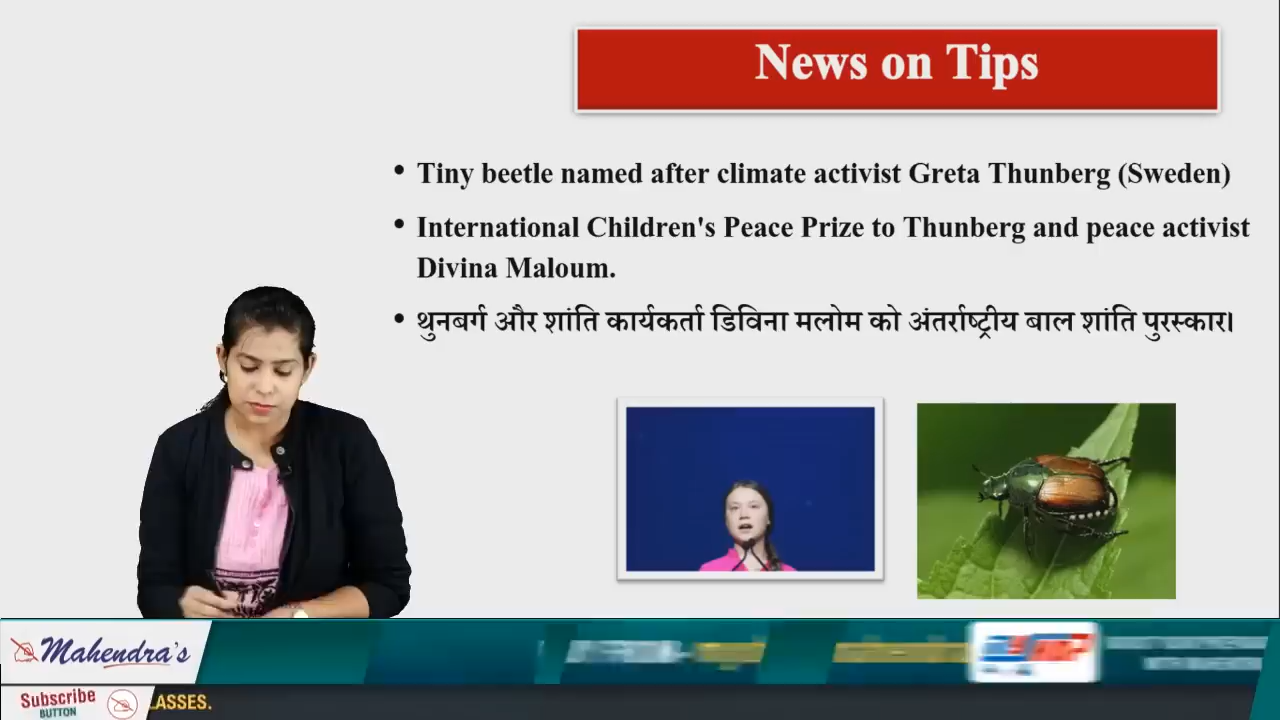 News on Tips
• Tiny beetle named after climate activist Greta Thunberg (Sweden)
• International Children's Peace Prize to Thunberg and peace activist
Divina Maloum.
• थुनबर्ग और शांति कार्यकर्ता डिविना मलोम को अंतर्राष्ट्रीय बाल शांति पुरस्कार।
Mahendra's
Subscribe
BUTTON
LASSES.